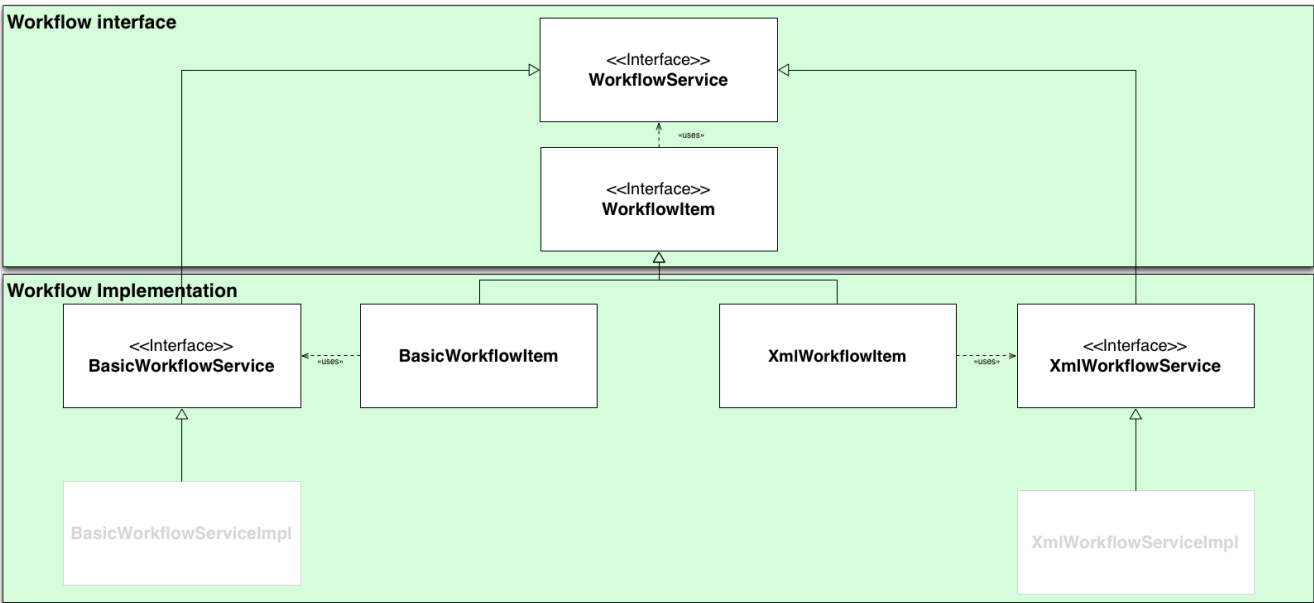 Workflow interface
<<Interface>>
WorkflowService
«uses»
<<Interface>>
WorkflowItem
Workflow Implementation
<<Interface>>
BasicWorkflowService
«uses»
BasicWorkflowItem
XmlWorkflowItem
«uses»
<<Interface>>
XmlWorkflowService
BasicWorkflowServiceImpl
XmlWorkflowServiceImpl